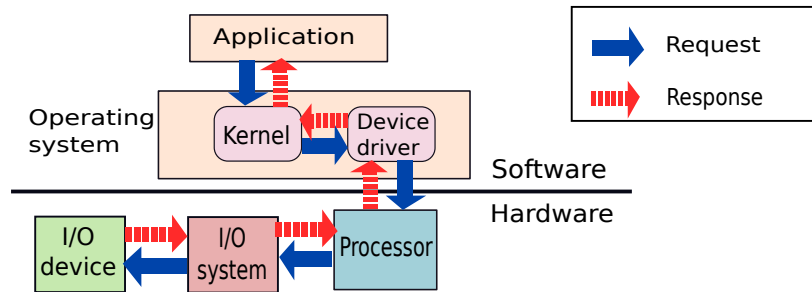 Application
Request
Response
Operating
system
Kernel
Device
driver
Software
Hardware
I/O
device
I/O
system
Processor